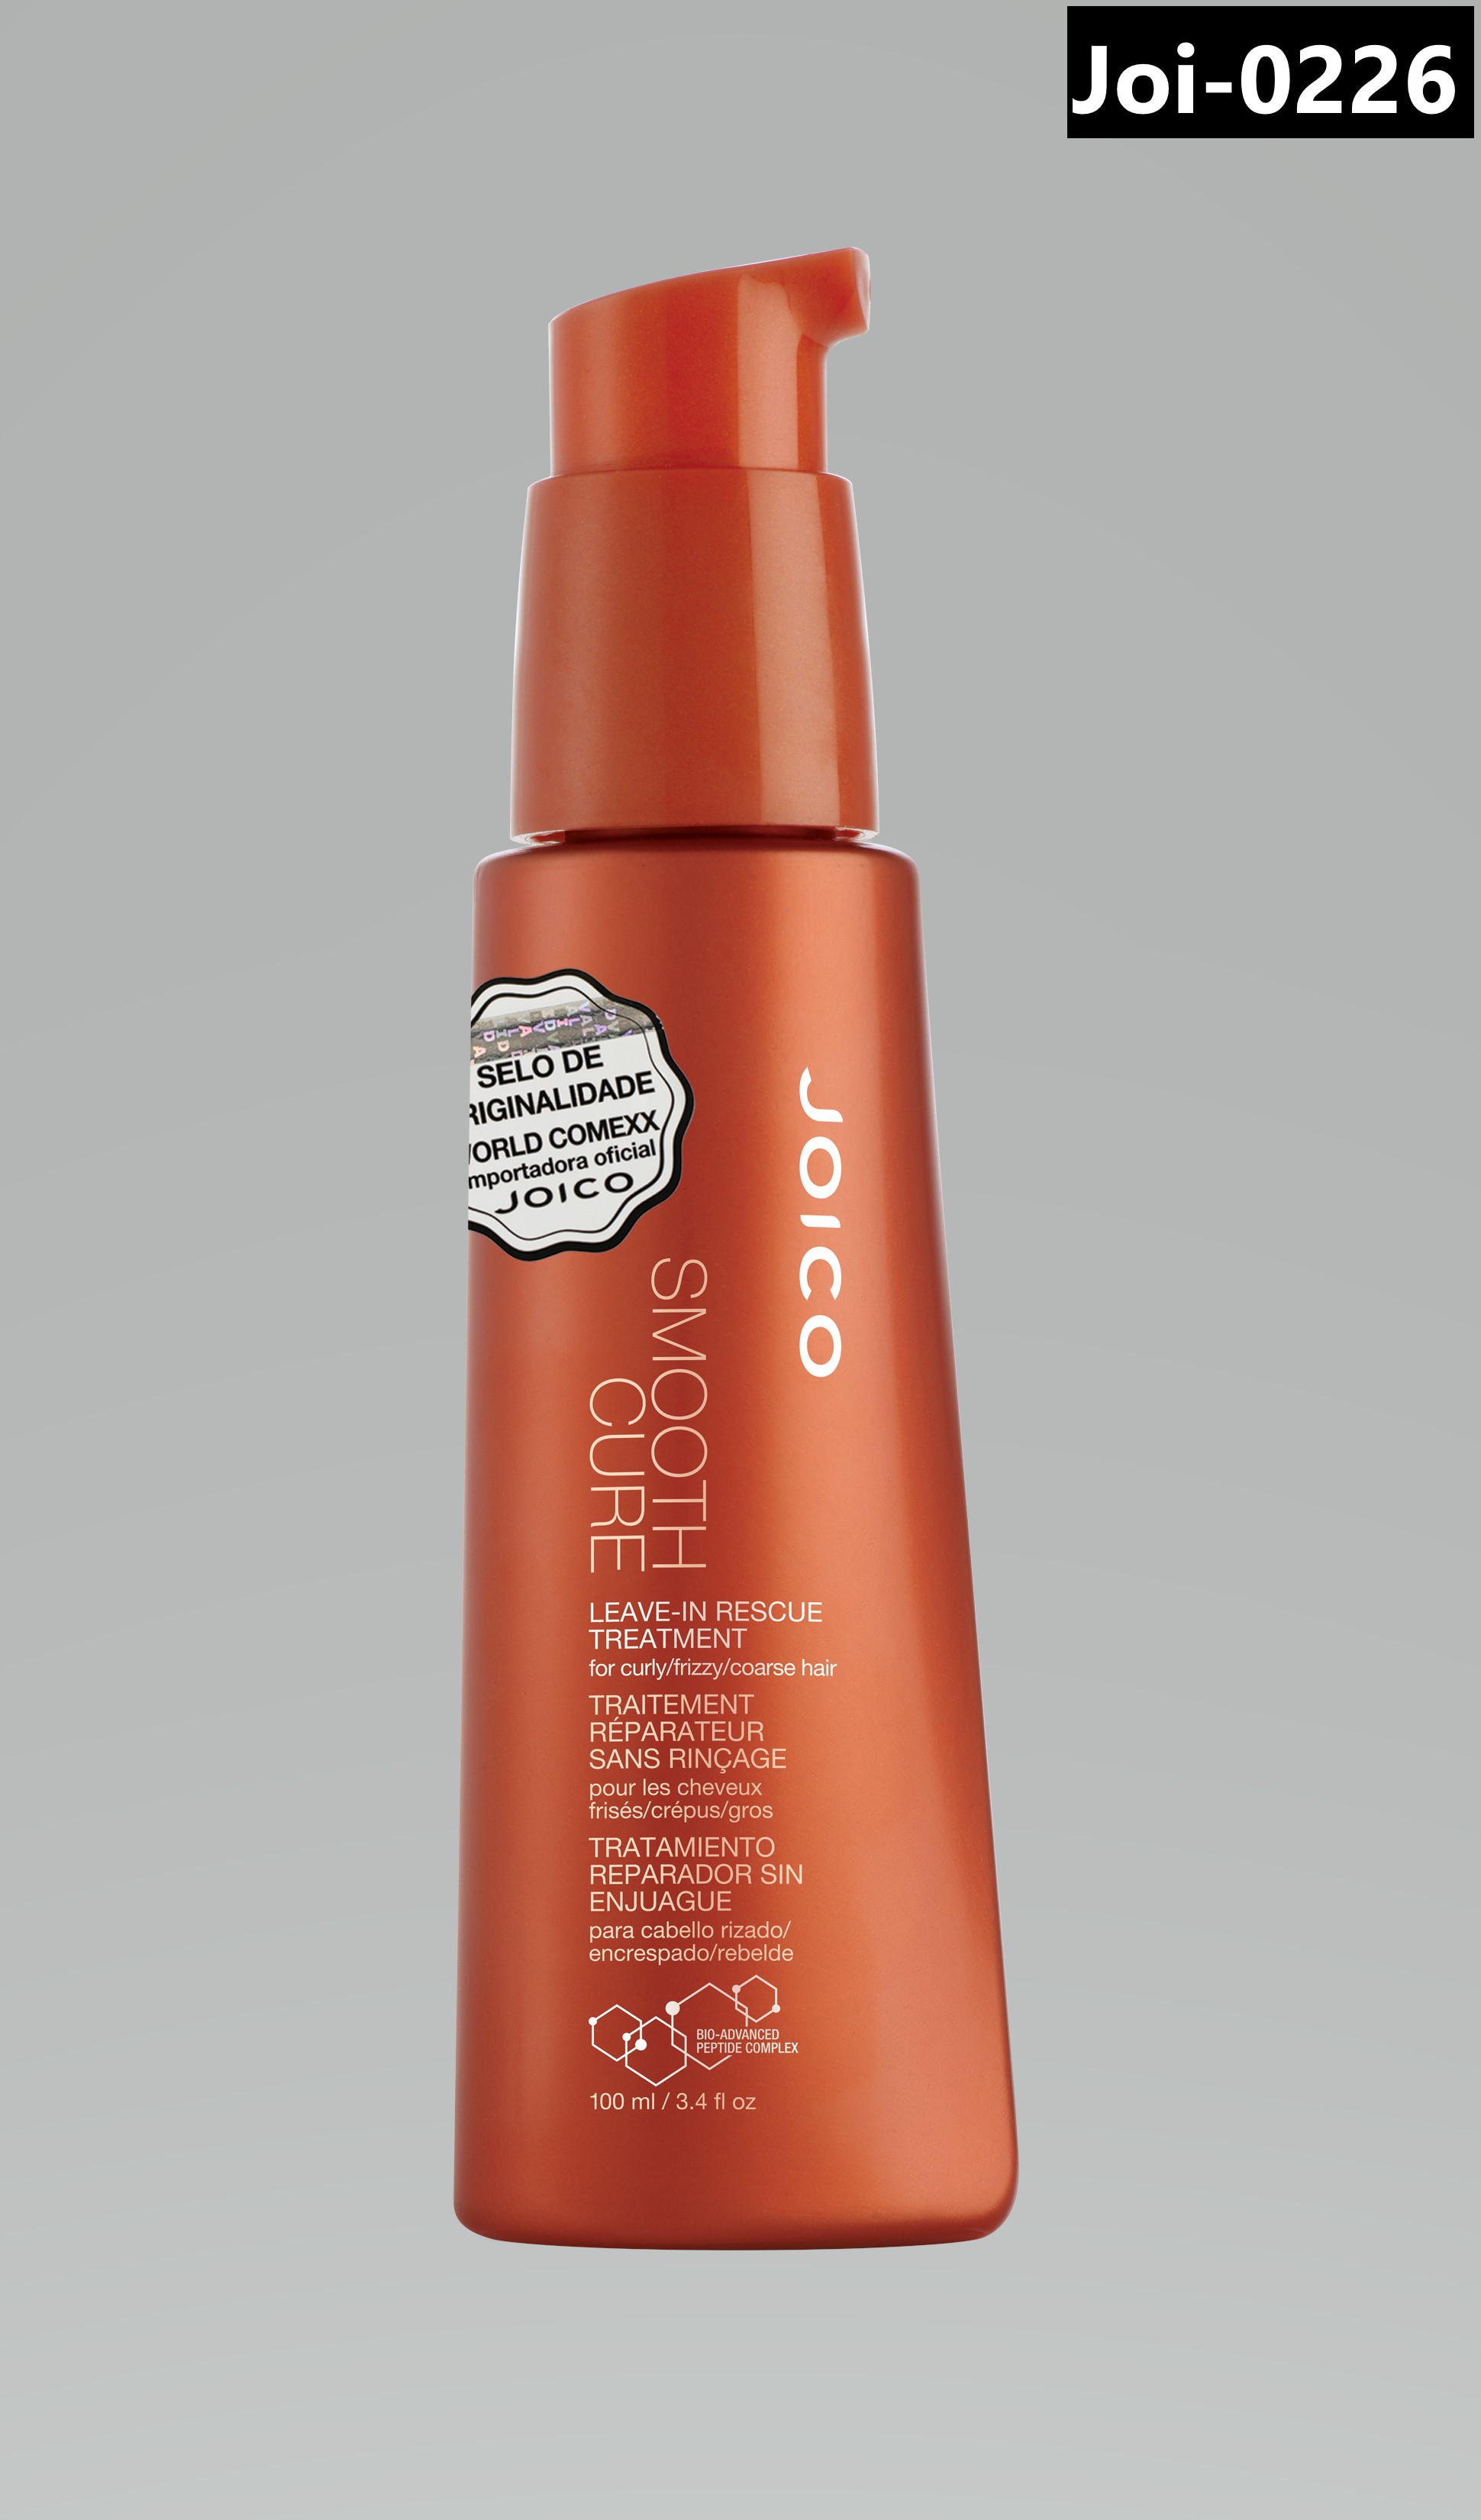 Joi-0226
SELO DE
RIGINALIDADE
ORLD COMEXX
mportadora oficial
JOICO
JOICO
SMOOTH
CURE
LEAVE-IN RESCUE
TREATMENT
for curly/frizzy/coarse hair
TRAITEMENT
RÉPARATEUR
SANS RINÇAGE
pour les cheveux
frisés/crépus/gros
TRATAMIENTO
REPARADOR SIN
ENJUAGUE
para cabello rizado/
encrespado/rebelde
BIO-ADVANCED
PEPTIDE COMPLEX
100 ml / 3.4 fl oz